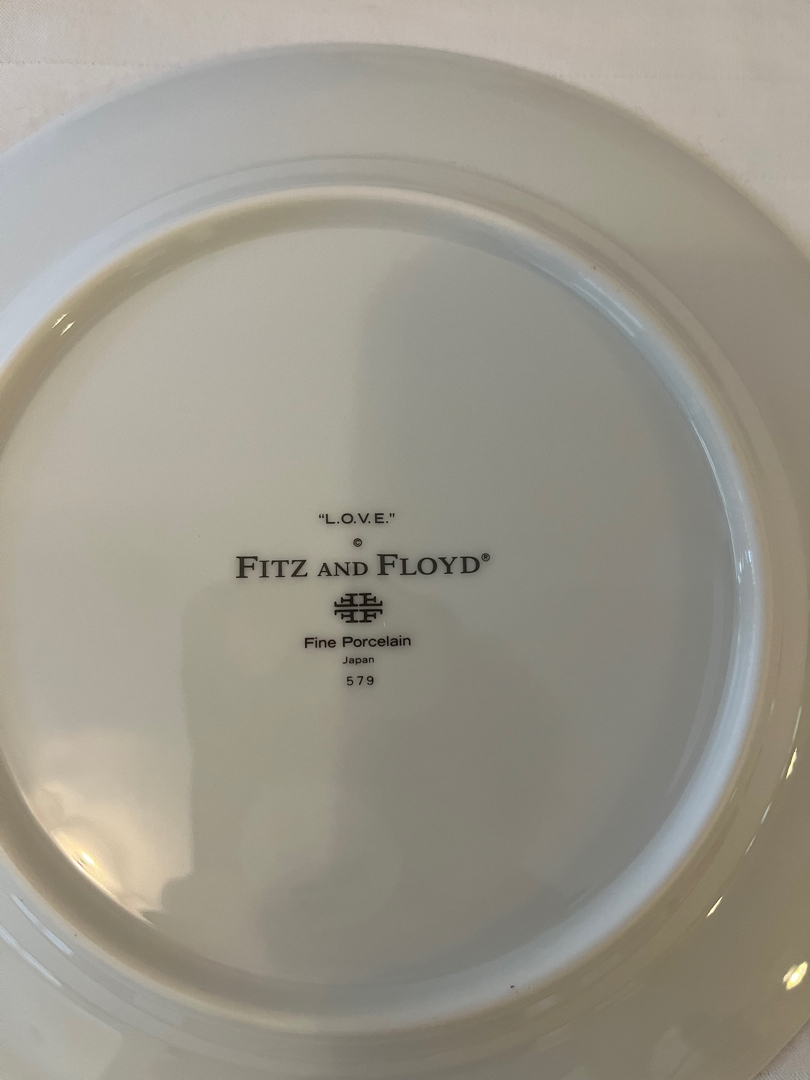 "L.O.V.E."
©
FITZ AND FLOYD®
Fine Porcelain
Japan
579